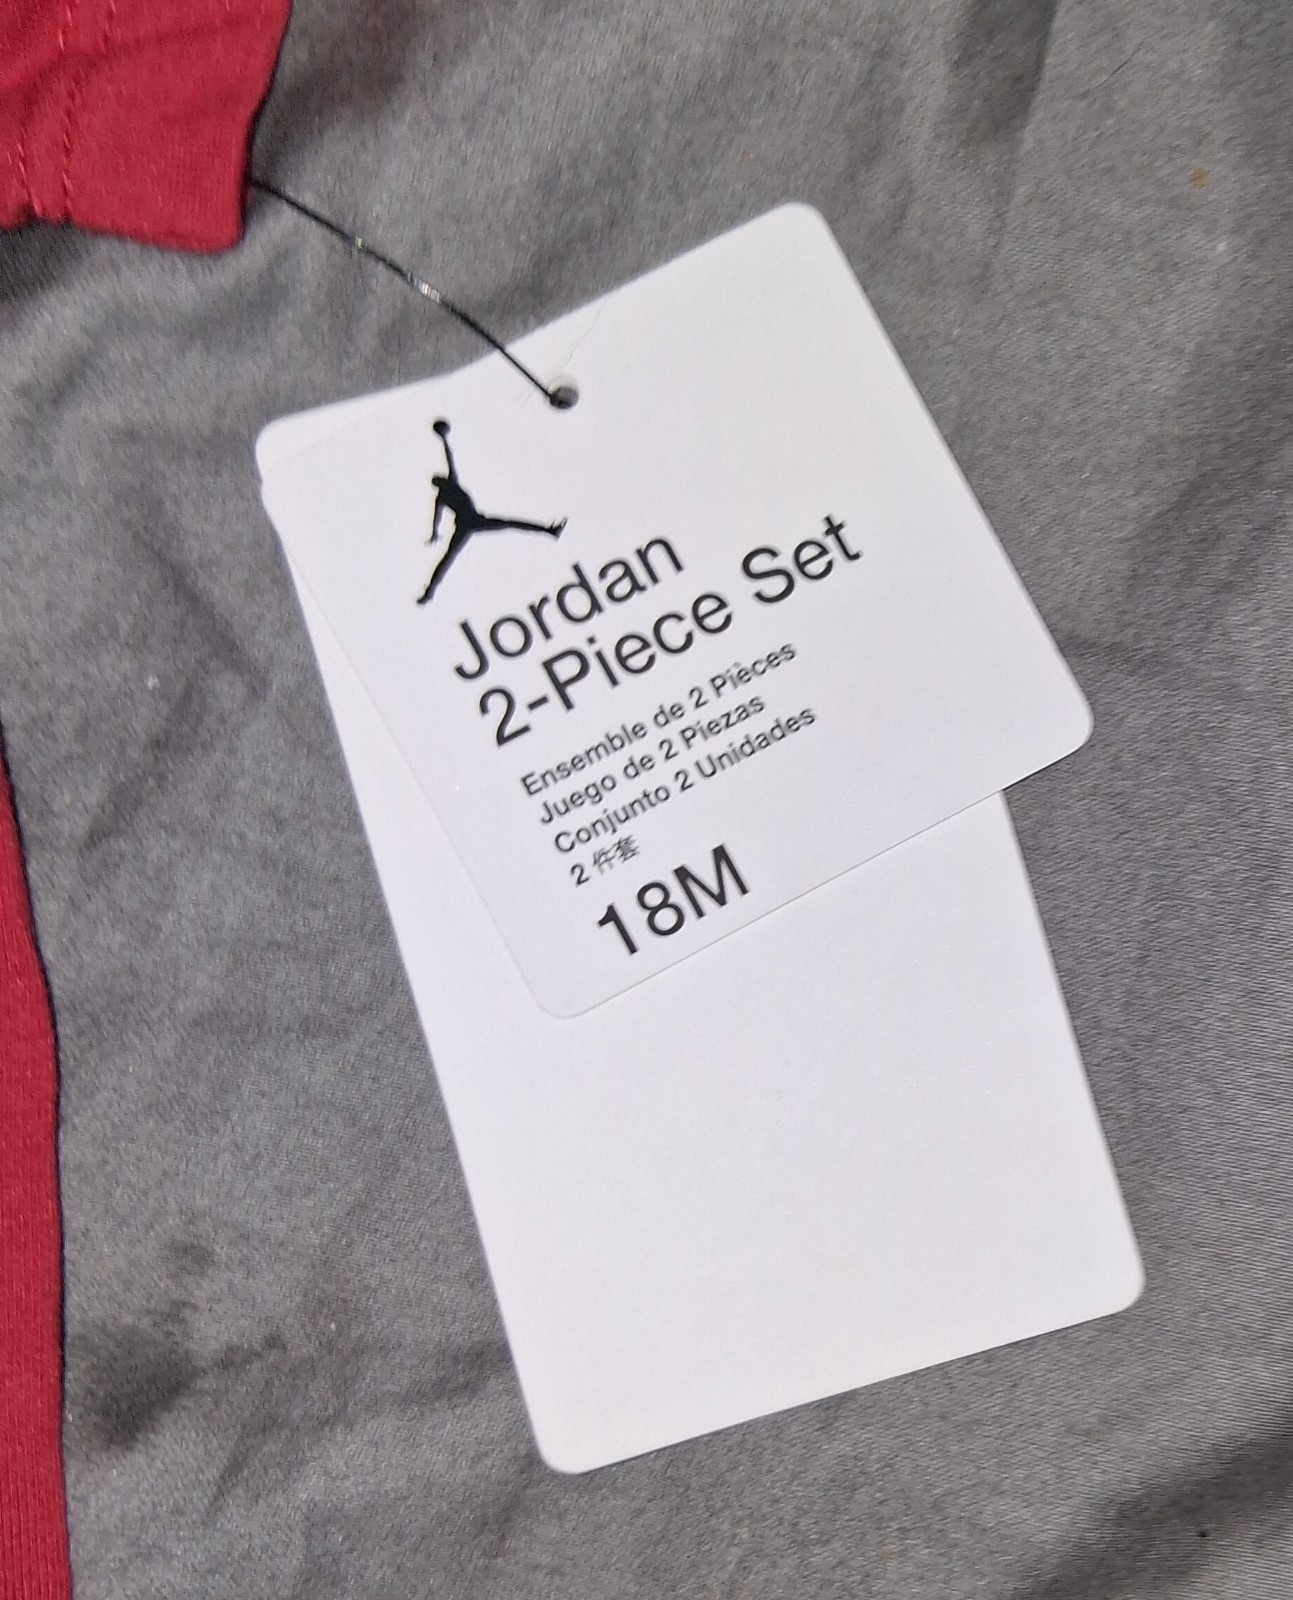 Jordan
2-Piece Set
Ensemble de 2 Pièces
Juego de 2 Piezas
Conjunto 2 Unidades
2 件套
18M